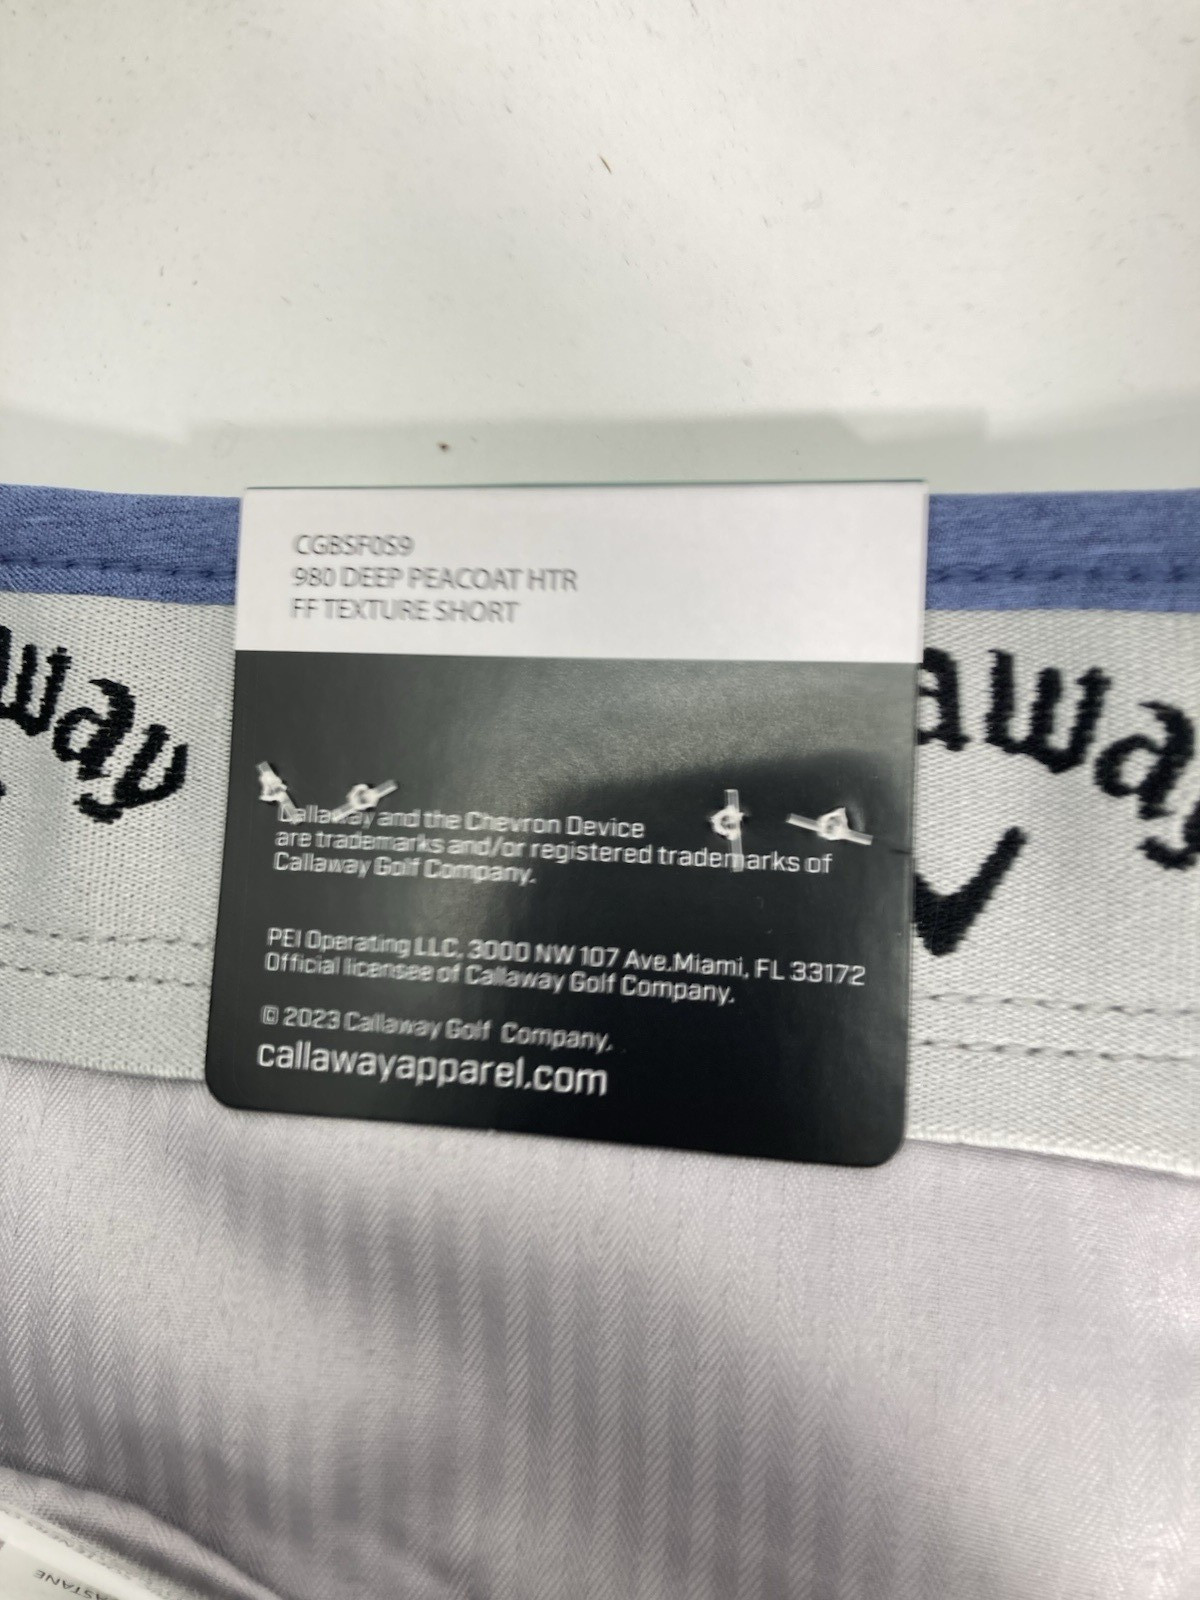 CGBSF0S9
980 DEEP PEACOAT HTR
FF TEXTURE SHORT
Callaway and the Chevron Device
are trademarks and/or registered trademarks of
Callaway Golf Company.
PEI Operating LLC. 3000 NW 107 Ave.Miami, FL 33172
Official licensee of Callaway Golf Company.
© 2023 Callaway Golf Company.
callawayapparel.com
away
away
ASTANE